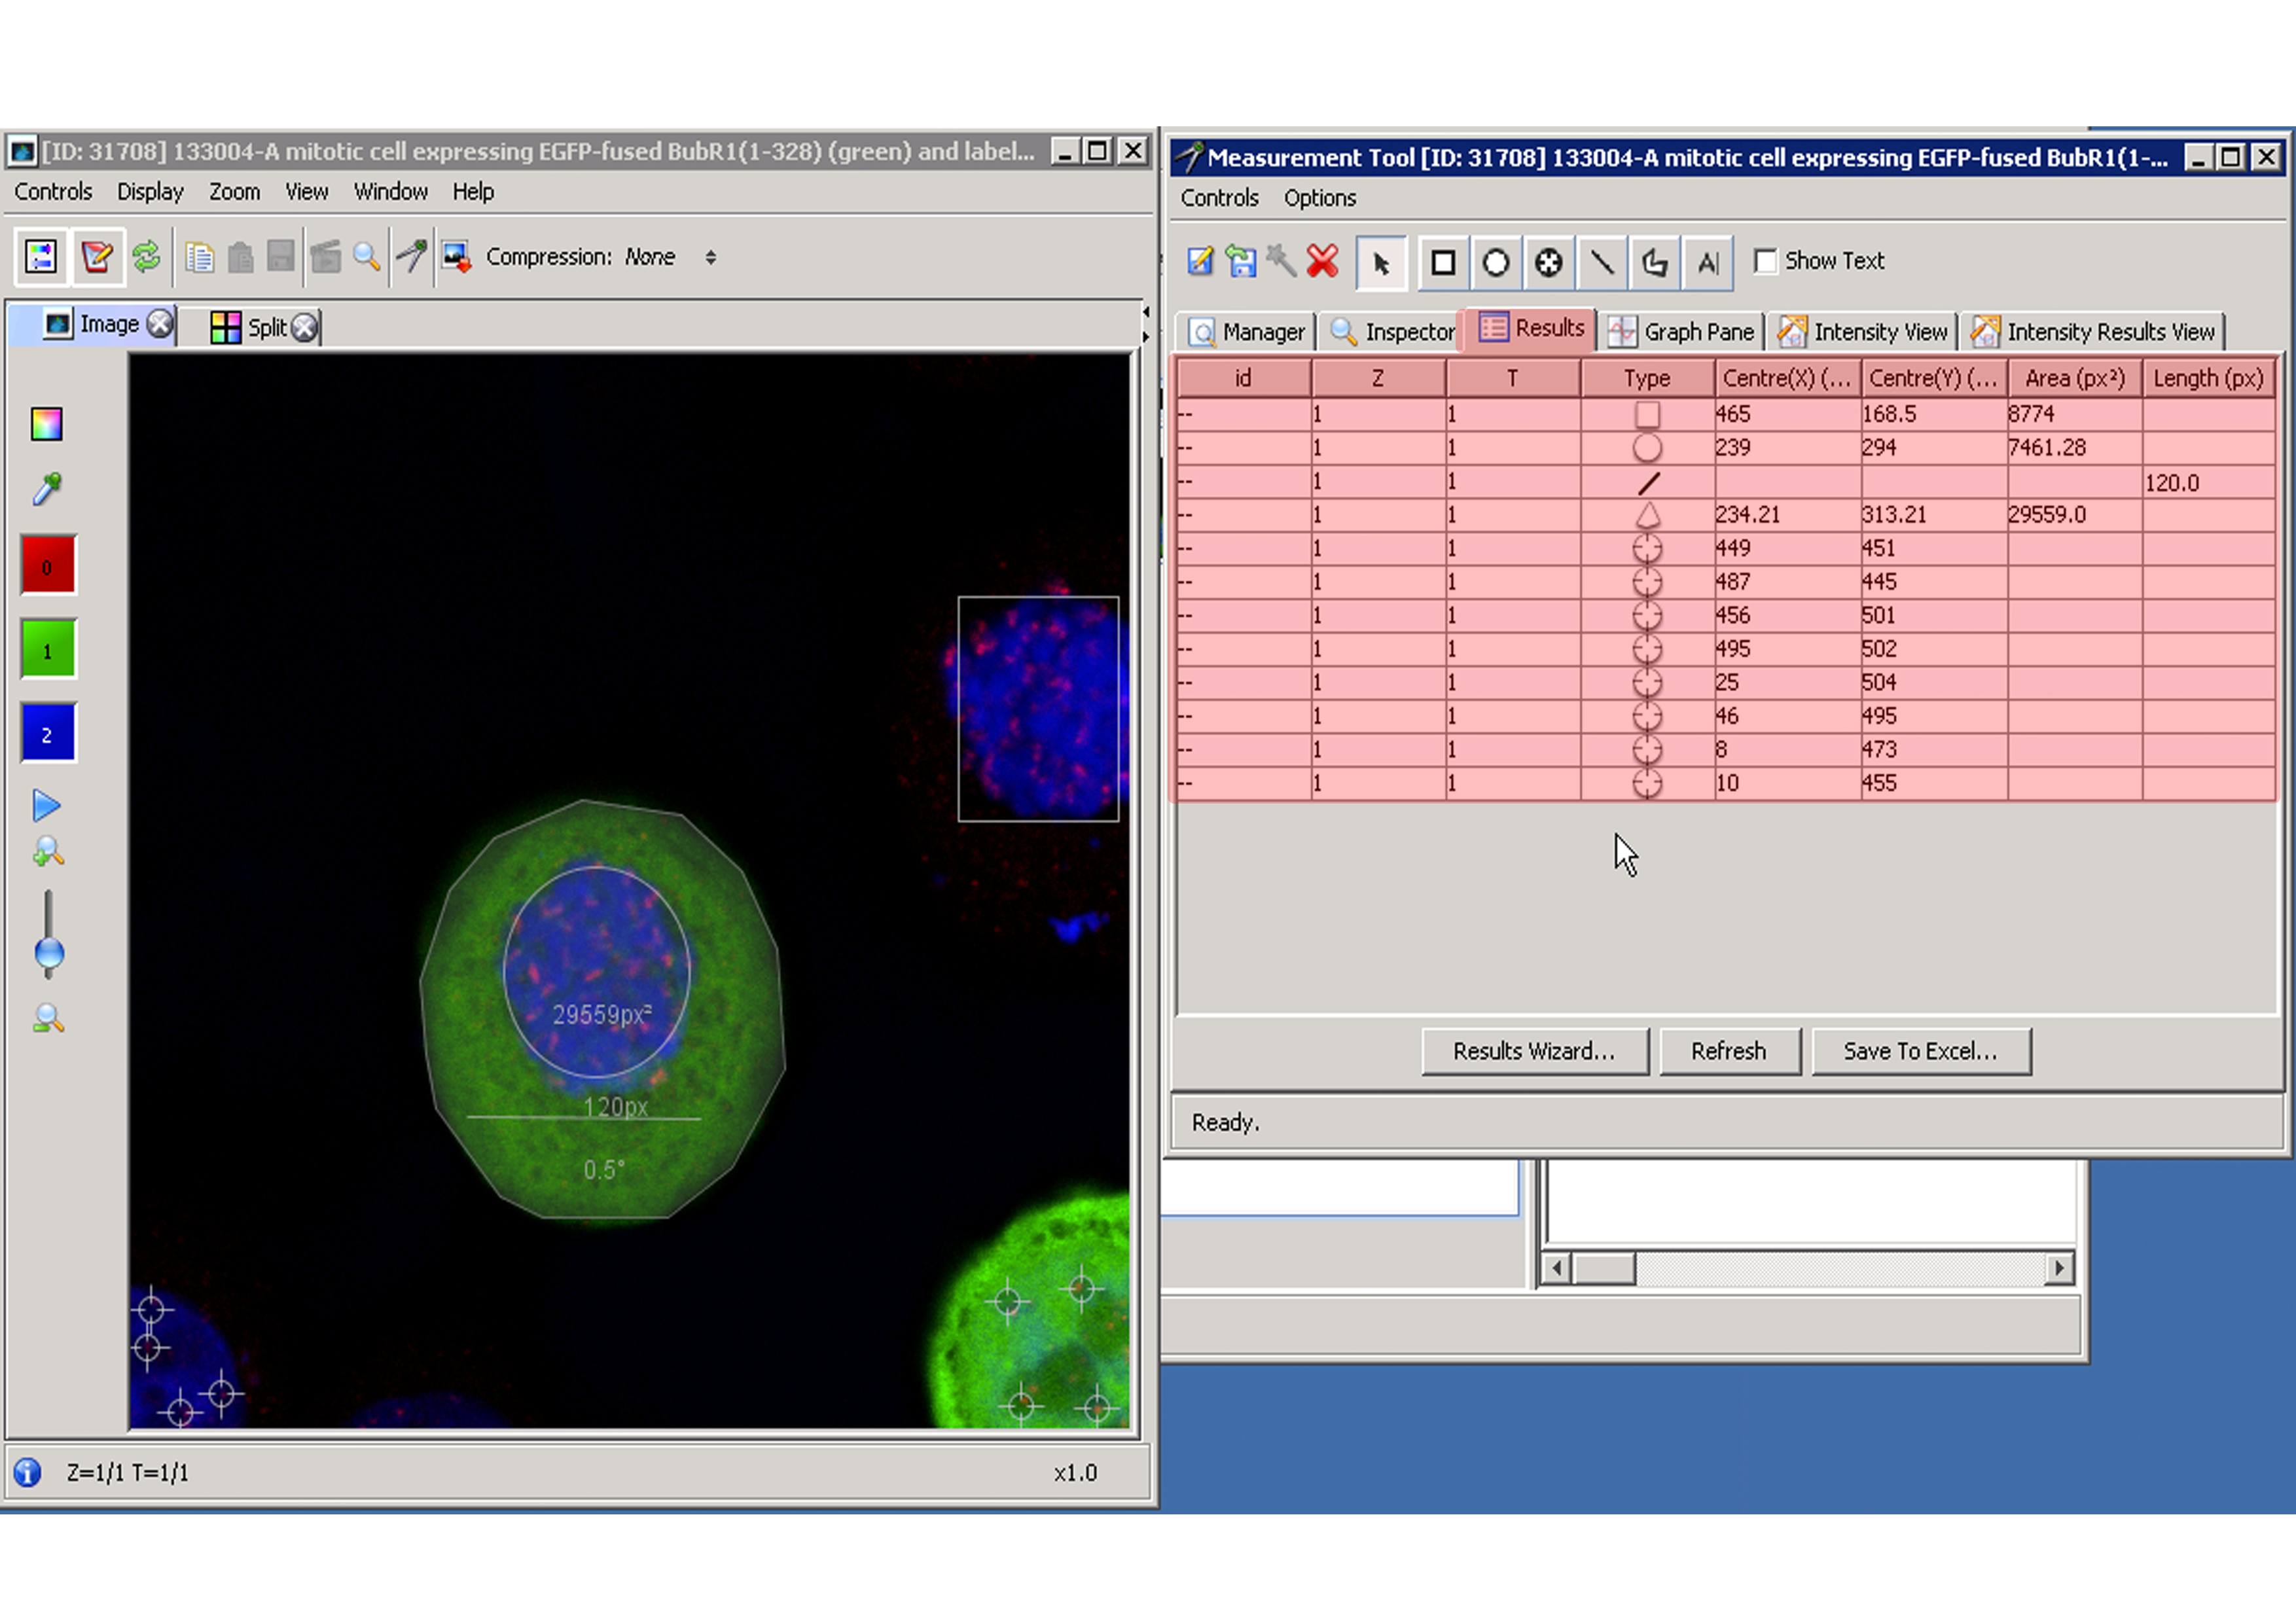 [ID: 31708] 133004-A mitotic cell expressing EGFP-fused BubR1(1-328) (green) and label...
Controls Display Zoom View Window Help
Compression: None
Image Split
0
1
2
29559px²
120px
0.5°
Z=1/1 T=1/1 x1.0
Measurement Tool [ID: 31708] 133004-A mitotic cell expressing EGFP-fused BubR1(1-...
Controls Options
A| Show Text
Manager Inspector Results Graph Pane Intensity View Intensity Results View
id Z T Type Centre(X) (... Centre(Y) (... Area (px²) Length (px)
-- 1 1 465 168.5 8774
-- 1 1 239 294 7461.28
-- 1 1 120.0
-- 1 1 234.21 313.21 29559.0
-- 1 1 449 451
-- 1 1 487 445
-- 1 1 456 501
-- 1 1 495 502
-- 1 1 25 504
-- 1 1 46 495
-- 1 1 8 473
-- 1 1 10 455
Results Wizard... Refresh Save To Excel...
Ready.